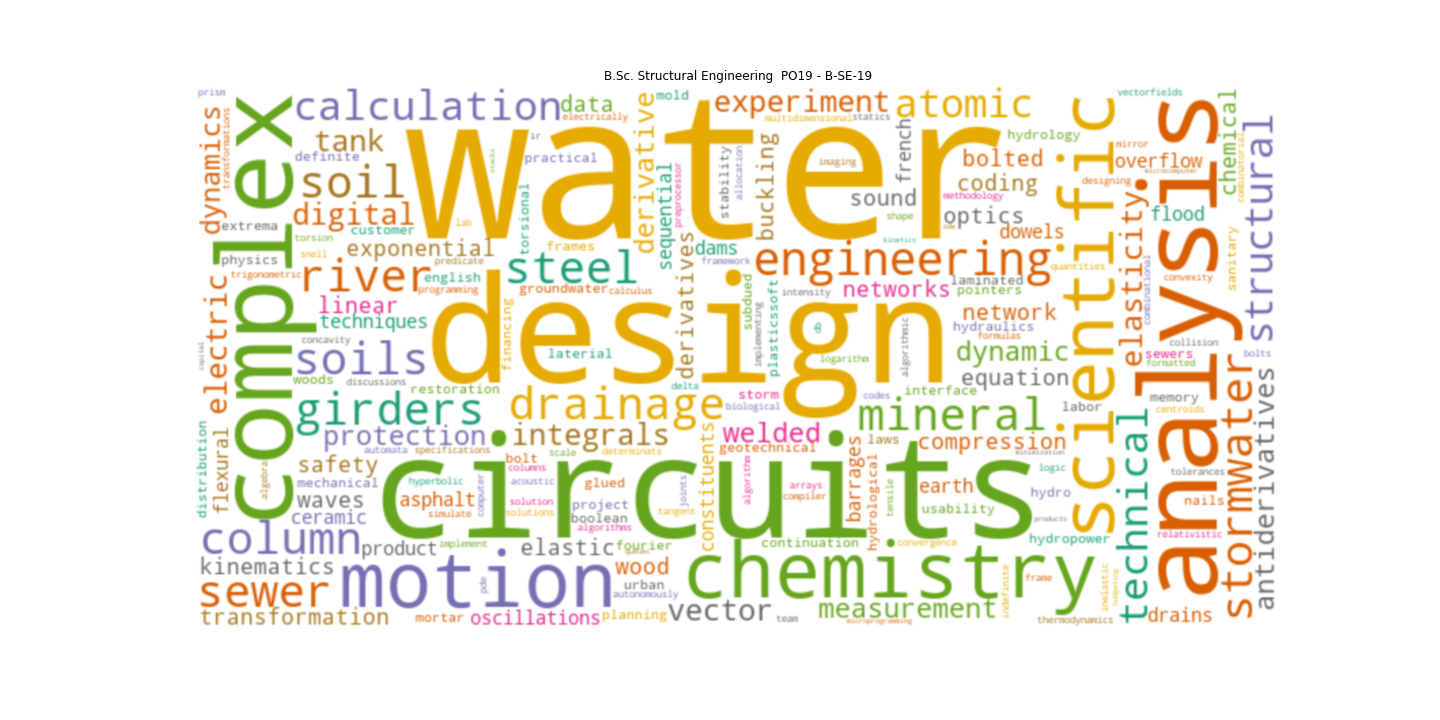 B.Sc. Structural Engineering  PO19 - B-SE-19
prism
calculation
data
electrically
mold
experiment
multidimensional
statics
atomic
vectorfields
dynamics
transformations
complex
tank
definite
soil
digital
customer
extrema
torsion
snell
exponential
physics
predicate
trigonometric
river
english
programming
linear
techniques
concavity
water
ir
practical
lab
torsional
derivative
sequential
preprocessor
stability
allocation
buckling
imaging
french
sound
shape
kinetics
hydrology
bolted
coding
methodology
optics
dowels
mirror
overflow
microcomputer
designing
chemical
combinatorial
flood
structural
scientific
analysis
elasticity
sanitary
frames
steel
groundwater
calculus
dams
framework
engineering
quantities
laminated
pointers
networks
intensity
network
hydraulics
formulas
convexity
combinational
collision
sewers
formatted
bolts
electric
capital
soils
woods
discussions
restoration
design
financing
laterial
derivatives
subdued
implementing
plasticssoft
logarithm
algorithmic
dynamic
equation
delta
storm
biological
codes
interface
labor
memory
centroids
girders
drainage
mineral
protection
integrals
welded
geotechnical
laws
compression
automata
specifications
bolt
scale
determinats
columns
minimization
distribution
flexural
algebra
safety
mechanical
hyperbolic
acoustic
glued
waves
asphalt
computer
solution
solutions
simulate
ceramic
project
boolean
algorithms
circuits
joints
tangent
constituents
algorithm
arrays
compiler
barrages
hydrological
tensile
earth
usability
logic
hydro
products
hydropower
technical
tolerances
nails
relativistic
stormwater
antiderivatives
column
product
implement
elastic
fourier
continuation
convergence
kinematics
sewer
motion
pde
wood
urban
autonomously
chemistry
indefinite
frame
inelastic
budgeting
transformation
mortar
oscillations
planning
vector
team
measurement
microprogramming
thermodynamics
drains